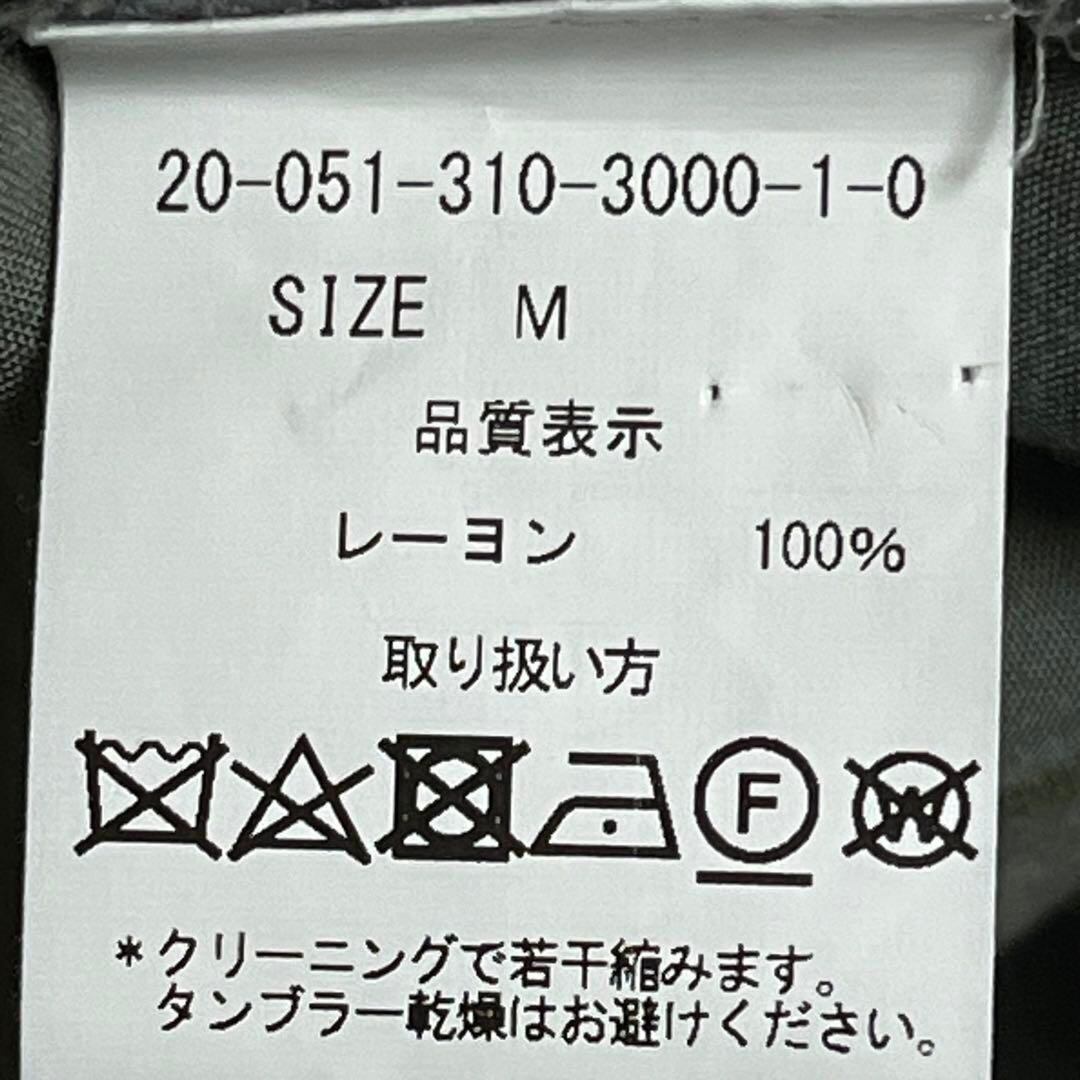 20-051-310-3000-1-0
SIZE M
品質表示
レーヨン 100%
取り扱い方
F W
*クリーニングで若干縮みます。
タンブラー乾燥はお避けください。